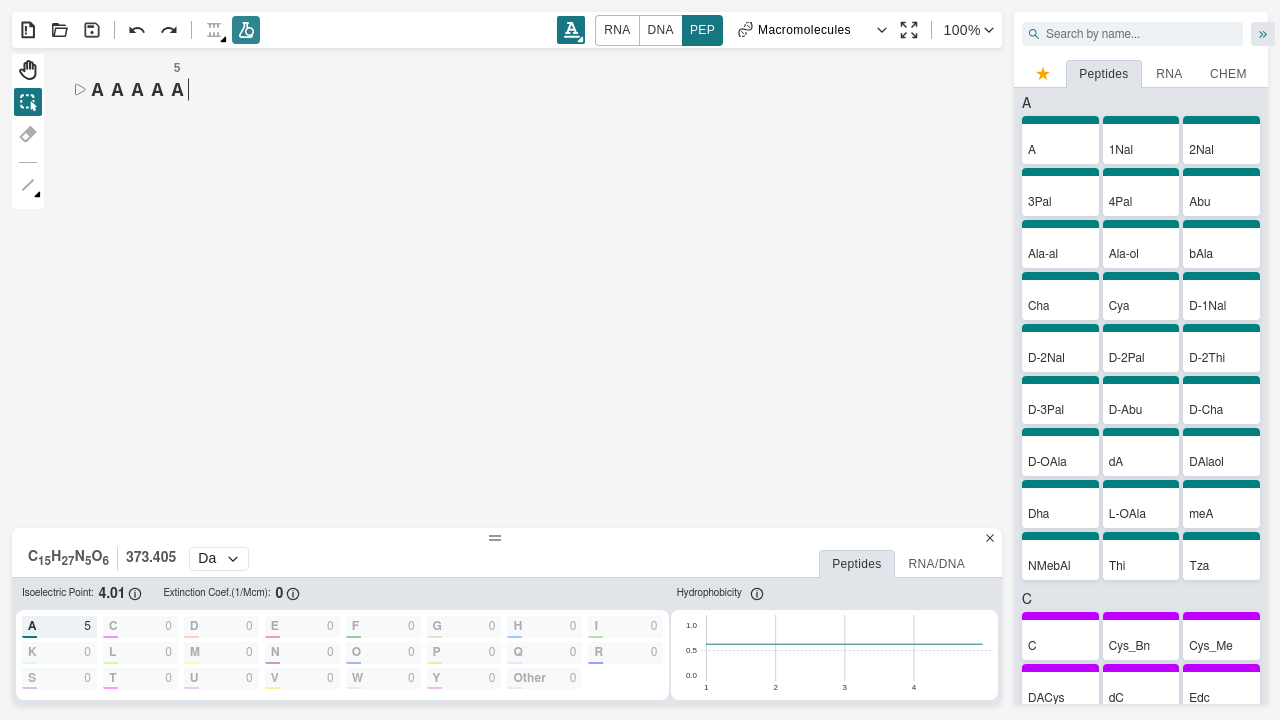 A RNA DNA PEP Macromolecules 100%
Search by name...
Peptides RNA CHEM
5
A A A A A
A
A 1Nal 2Nal
3Pal 4Pal Abu
Ala-al Ala-ol bAla
Cha Cya D-1Nal
D-2Nal D-2Pal D-2Thi
D-3Pal D-Abu D-Cha
D-OAla dA DAlaol
Dha L-OAla meA
NMebAl Thi Tza
C
C Cys_Bn Cys_Me
DACys dC Edc
C15H27N5O6 373.405 Da
Peptides RNA/DNA
Isoelectric Point: 4.01 Extinction Coef.(1/Mcm): 0
Hydrophobicity
A 5 C 0 D 0 E 0 F 0 G 0 H 0 I 0
K 0 L 0 M 0 N 0 O 0 P 0 Q 0 R 0
S 0 T 0 U 0 V 0 W 0 Y 0 Other 0
1.0
0.5
0.0
1 2 3 4